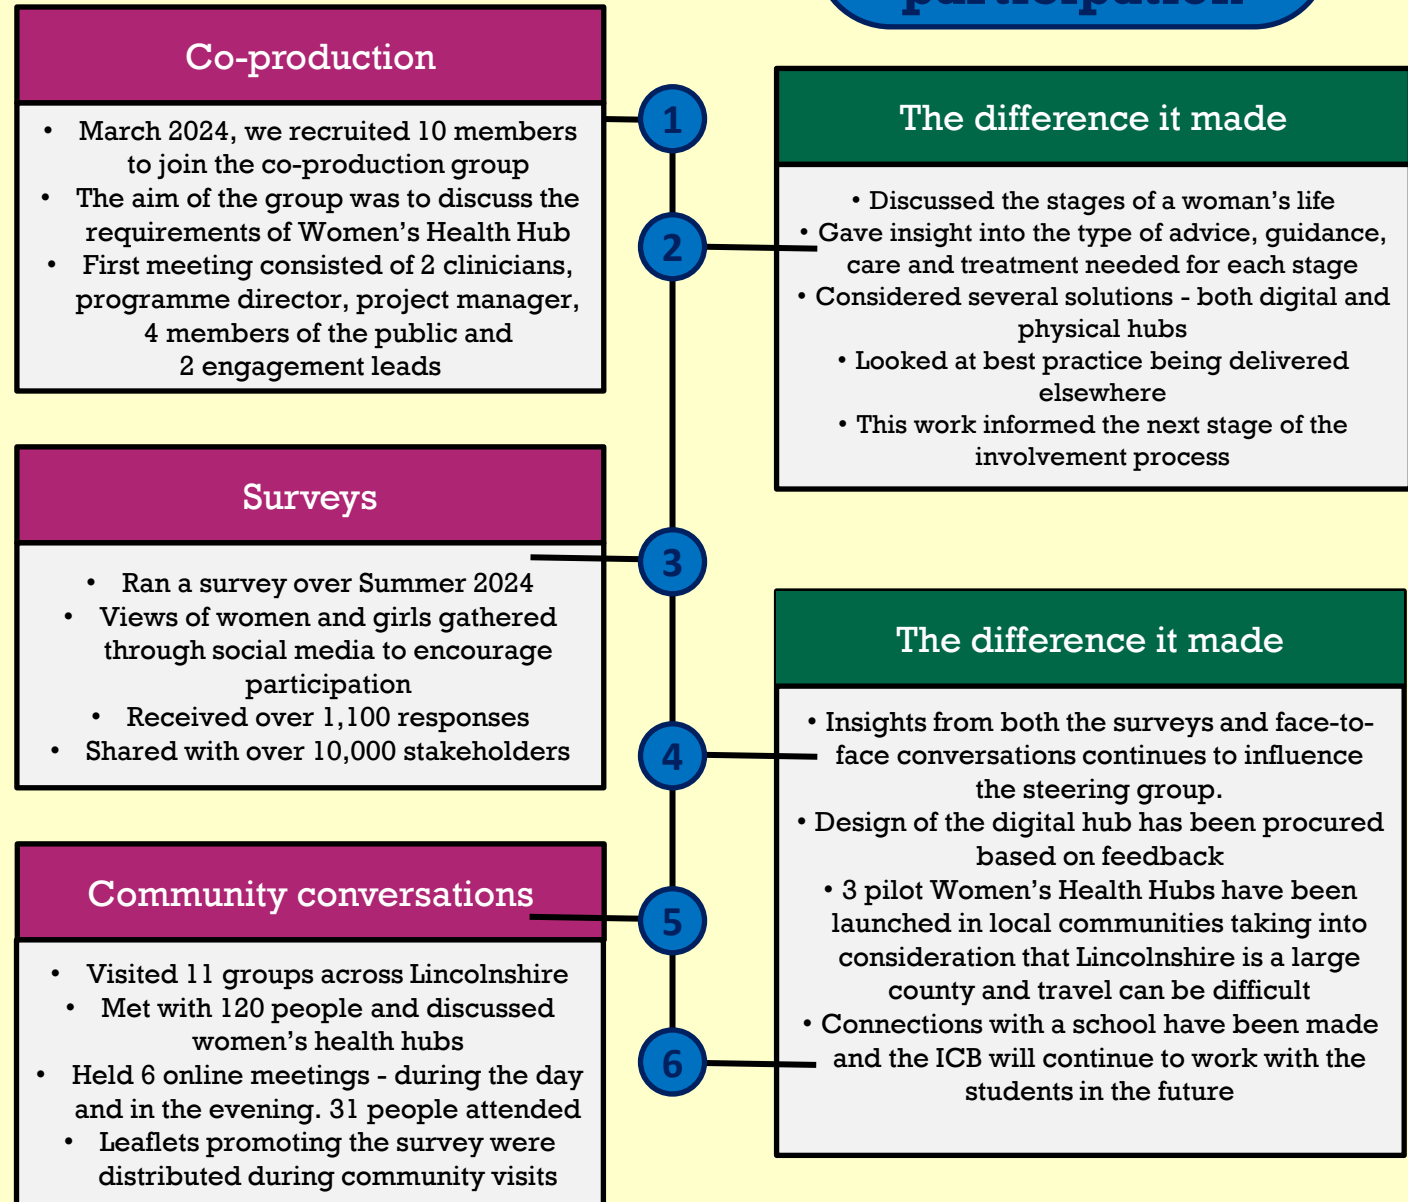 participation
Co-production
• March 2024, we recruited 10 members
to join the co-production group
• The aim of the group was to discuss the
requirements of Women's Health Hub
• First meeting consisted of 2 clinicians,
programme director, project manager,
4 members of the public and
2 engagement leads
1
The difference it made
• Discussed the stages of a woman's life
• Gave insight into the type of advice, guidance,
care and treatment needed for each stage
• Considered several solutions - both digital and
physical hubs
• Looked at best practice being delivered
elsewhere
• This work informed the next stage of the
involvement process
2
Surveys
• Ran a survey over Summer 2024
• Views of women and girls gathered
through social media to encourage
participation
• Received over 1,100 responses
• Shared with over 10,000 stakeholders
3
The difference it made
• Insights from both the surveys and face-to-
face conversations continues to influence
the steering group.
• Design of the digital hub has been procured
based on feedback
• 3 pilot Women's Health Hubs have been
launched in local communities taking into
consideration that Lincolnshire is a large
county and travel can be difficult
• Connections with a school have been made
and the ICB will continue to work with the
students in the future
4
Community conversations
• Visited 11 groups across Lincolnshire
• Met with 120 people and discussed
women's health hubs
• Held 6 online meetings - during the day
and in the evening. 31 people attended
• Leaflets promoting the survey were
distributed during community visits
5
6